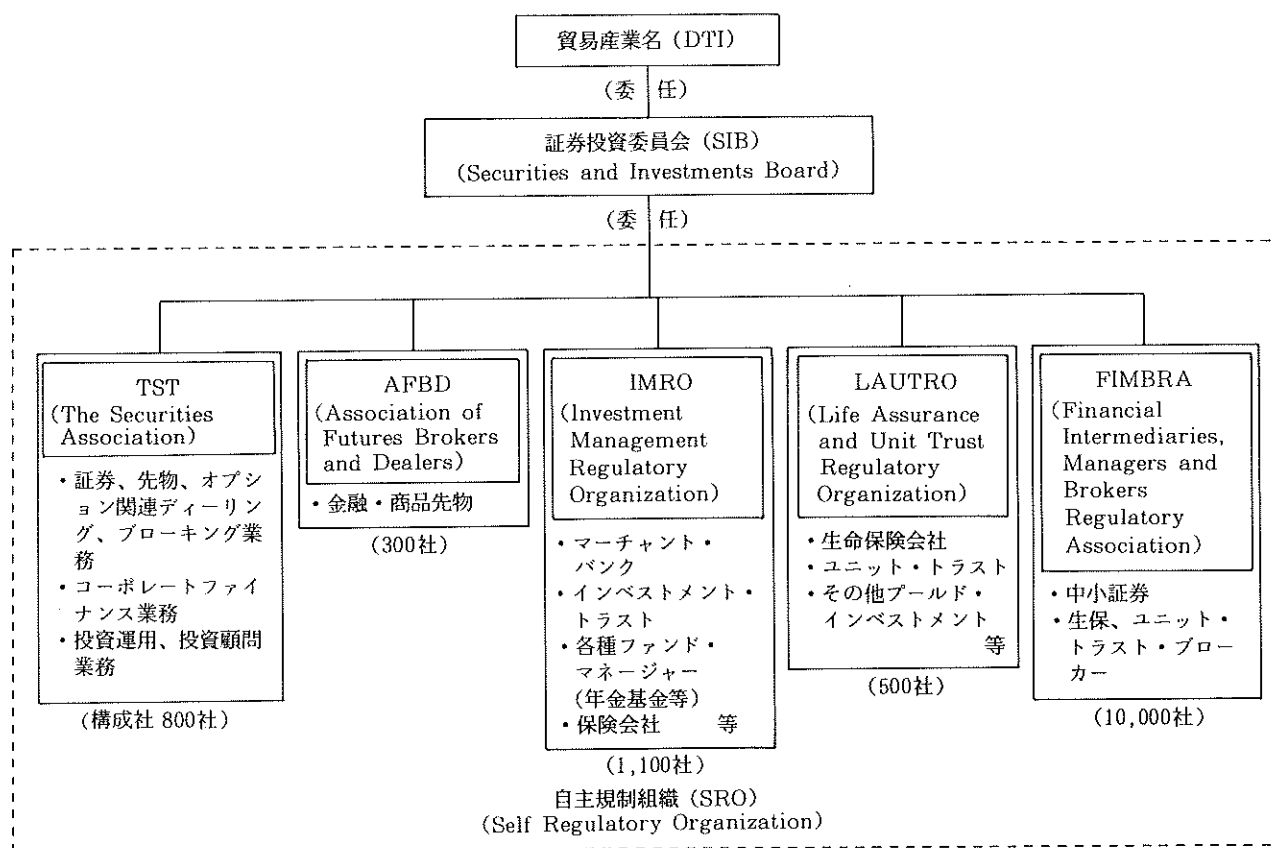 貿易産業名 (DTI)
(委 任)
証券投資委員会 (SIB)
(Securities and Investments Board)
(委 任)
TST
(The Securities
Association)
・証券、先物、オプシ
ョン関連ディーリン
グ、ブローキング業
務
・コーポレートファイ
ナンス業務
・投資運用、投資顧問
業務
(構成社 800社)
AFBD
(Association of
Futures Brokers
and Dealers)
・金融・商品先物
(300社)
IMRO
(Investment
Management
Regulatory
Organization)
・マーチャント・
バンク
・インベストメント・
トラスト
・各種ファンド・
マネージャー
(年金基金等)
・保険会社 等
(1,100社)
LAUTRO
(Life Assurance
and Unit Trust
Regulatory
Organization)
・生命保険会社
・ユニット・トラスト
・その他プールド・
インベストメント
等
(500社)
FIMBRA
(Financial
Intermediaries,
Managers and
Brokers
Regulatory
Association)
・中小証券
・生保、ユニット・
トラスト・ブロー
カー
(10,000社)
自主規制組織 (SRO)
(Self Regulatory Organization)